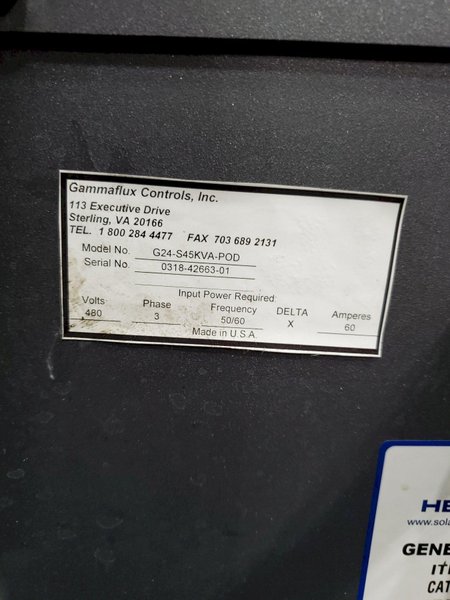 Gammaflux Controls, Inc.
113 Executive Drive
Sterling, VA 20166
TEL. 1 800 284 4477 FAX 703 689 2131
Model No. G24-S45KVA-POD
Serial No. 0318-42663-01
Input Power Required:
Volts Phase Frequency DELTA Amperes
480 3 50/60 X 60
Made in U.S.A.
HE
www.sola
GENE
CAT